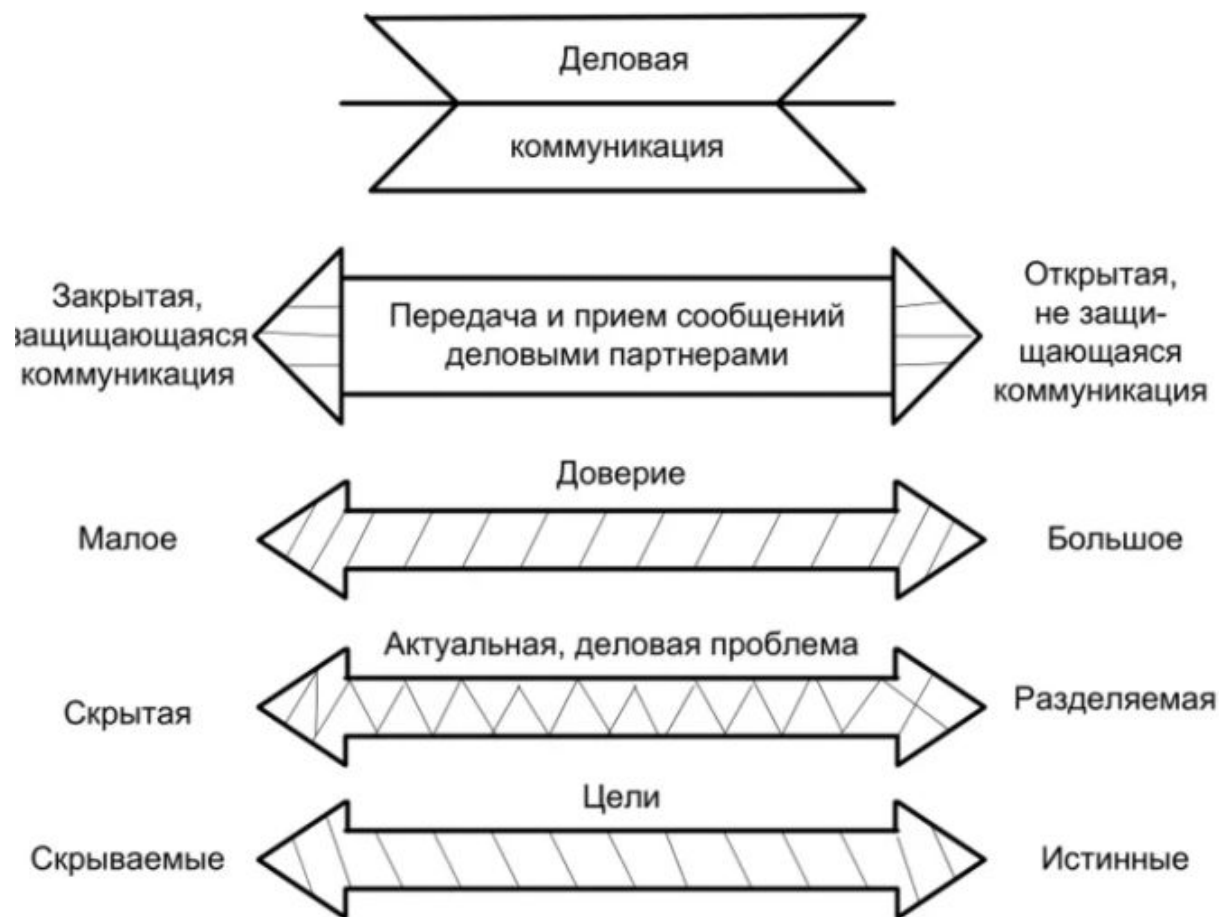 Деловая
коммуникация
Закрытая,
защищающаяся
коммуникация
Передача и прием сообщений
деловыми партнерами
Открытая,
не защи-
щающаяся
коммуникация
Доверие
Малое
Большое
Актуальная, деловая проблема
Скрытая
Разделяемая
Цели
Скрываемые
Истинные